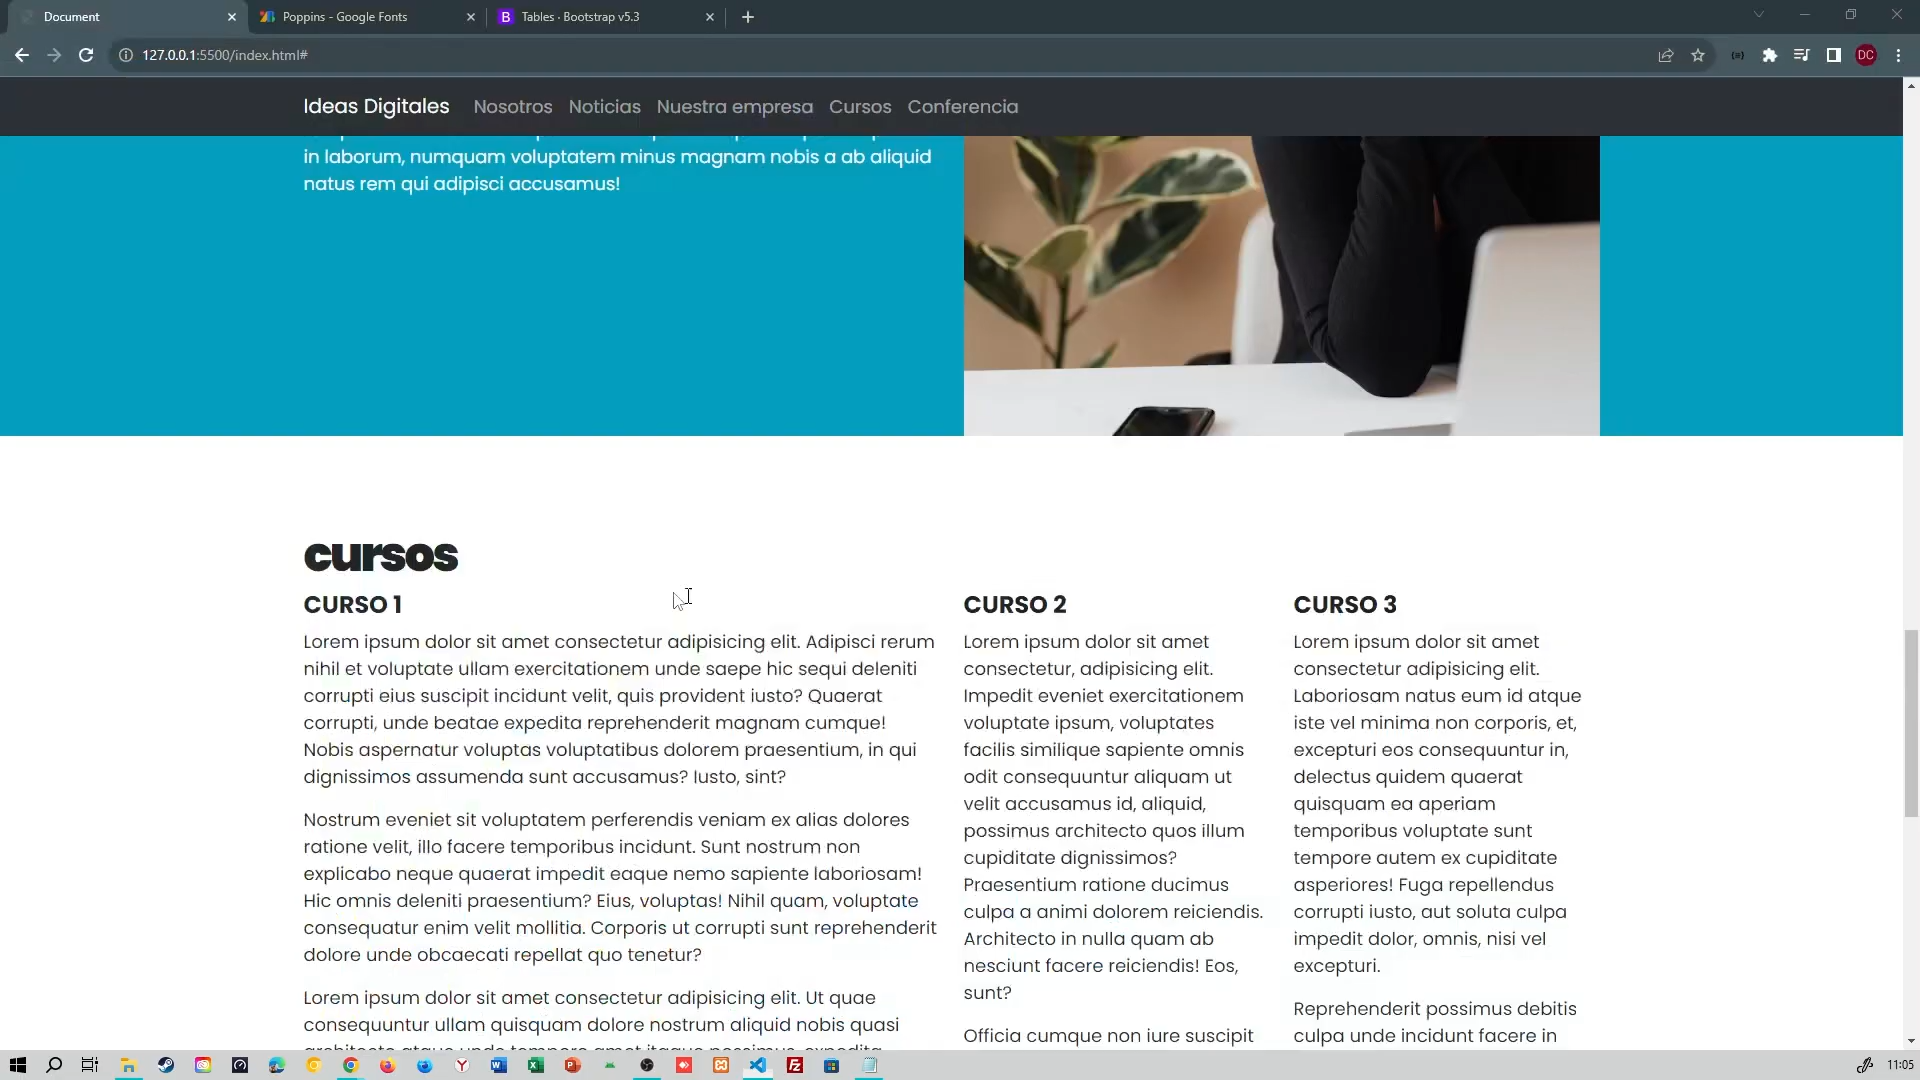 Document
Poppins - Google Fonts
Tables · Bootstrap v5.3
127.0.0.1:5500/index.html#
DC
Ideas Digitales
Nosotros
Noticias
Nuestra empresa
Cursos
Conferencia
in laborum, numquam voluptatem minus magnam nobis a ab aliquid
natus rem qui adipisci accusamus!
cursos
CURSO 1
Lorem ipsum dolor sit amet consectetur adipisicing elit. Adipisci rerum
nihil et voluptate ullam exercitationem unde saepe hic sequi deleniti
corrupti eius suscipit incidunt velit, quis provident iusto? Quaerat
corrupti, unde beatae expedita reprehenderit magnam cumque!
Nobis aspernatur voluptas voluptatibus dolorem praesentium, in qui
dignissimos assumenda sunt accusamus? Iusto, sint?
Nostrum eveniet sit voluptatem perferendis veniam ex alias dolores
ratione velit, illo facere temporibus incidunt. Sunt nostrum non
explicabo neque quaerat impedit eaque nemo sapiente laboriosam!
Hic omnis deleniti praesentium? Eius, voluptas! Nihil quam, voluptate
consequatur enim velit mollitia. Corporis ut corrupti sunt reprehenderit
dolore unde obcaecati repellat quo tenetur?
Lorem ipsum dolor sit amet consectetur adipisicing elit. Ut quae
consequuntur ullam quisquam dolore nostrum aliquid nobis quasi
CURSO 2
Lorem ipsum dolor sit amet
consectetur, adipisicing elit.
Impedit eveniet exercitationem
voluptate ipsum, voluptates
facilis similique sapiente omnis
odit consequuntur aliquam ut
velit accusamus id, aliquid,
possimus architecto quos illum
cupiditate dignissimos?
Praesentium ratione ducimus
culpa a animi dolorem reiciendis.
Architecto in nulla quam ab
nesciunt facere reiciendis! Eos,
sunt?
Officia cumque non iure suscipit
CURSO 3
Lorem ipsum dolor sit amet
consectetur adipisicing elit.
Laboriosam natus eum id atque
iste vel minima non corporis, et,
excepturi eos consequuntur in,
delectus quidem quaerat
quisquam ea aperiam
temporibus voluptate sunt
tempore autem ex cupiditate
asperiores! Fuga repellendus
corrupti iusto, aut soluta culpa
impedit dolor, omnis, nisi vel
excepturi.
Reprehenderit possimus debitis
culpa unde incidunt facere in
11:05